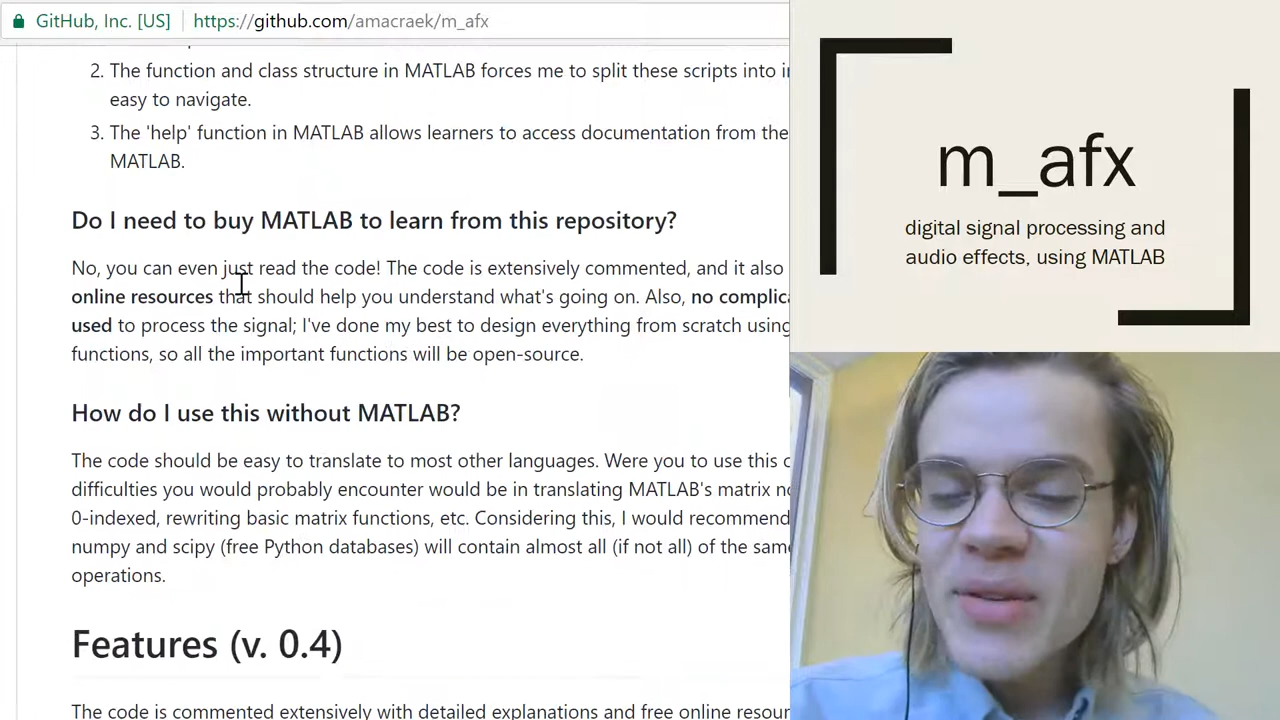 GitHub, Inc. [US]
https://github.com/amacraek/m_afx
2. The function and class structure in MATLAB forces me to split these scripts into
easy to navigate.
3. The 'help' function in MATLAB allows learners to access documentation from the
MATLAB.
Do I need to buy MATLAB to learn from this repository?
No, you can even just read the code! The code is extensively commented, and it also
online resources that should help you understand what's going on. Also, no
used to process the signal; I've done my best to design everything from scratch using
functions, so all the important functions will be open-source.
How do I use this without MATLAB?
The code should be easy to translate to most other languages. Were you to use this
difficulties you would probably encounter would be in translating MATLAB's matrix
0-indexed, rewriting basic matrix functions, etc. Considering this, I would recommend
numpy and scipy (free Python databases) will contain almost all (if not all) of the same
operations.
Features (v. 0.4)
The code is commented extensively with detailed explanations and free online
m_afx
digital signal processing and
audio effects, using MATLAB